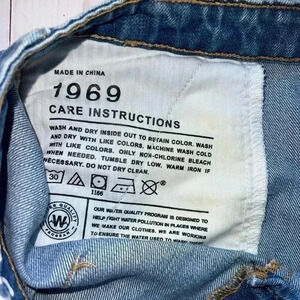 MADE IN CHINA
1969
CARE INSTRUCTIONS
WASH AND DRY INSIDE OUT TO RETAIN COLOR. WASH
AND DRY WITH LIKE COLORS. MACHINE WASH COLD
WITH LIKE COLORS. ONLY NON-CHLORINE BLEACH
WHEN NEEDED. TUMBLE DRY LOW. WARM IRON IF
NECESSARY. DO NOT DRY CLEAN.
30
1166
W
PROGRAM
OUR WATER QUALITY PROGRAM IS DESIGNED TO
HELP FIGHT WATER POLLUTION IN PLACES WHERE
WE MAKE OUR CLOTHES. WE ARE WORKING
TO ENSURE THE WATER USED TO WASH